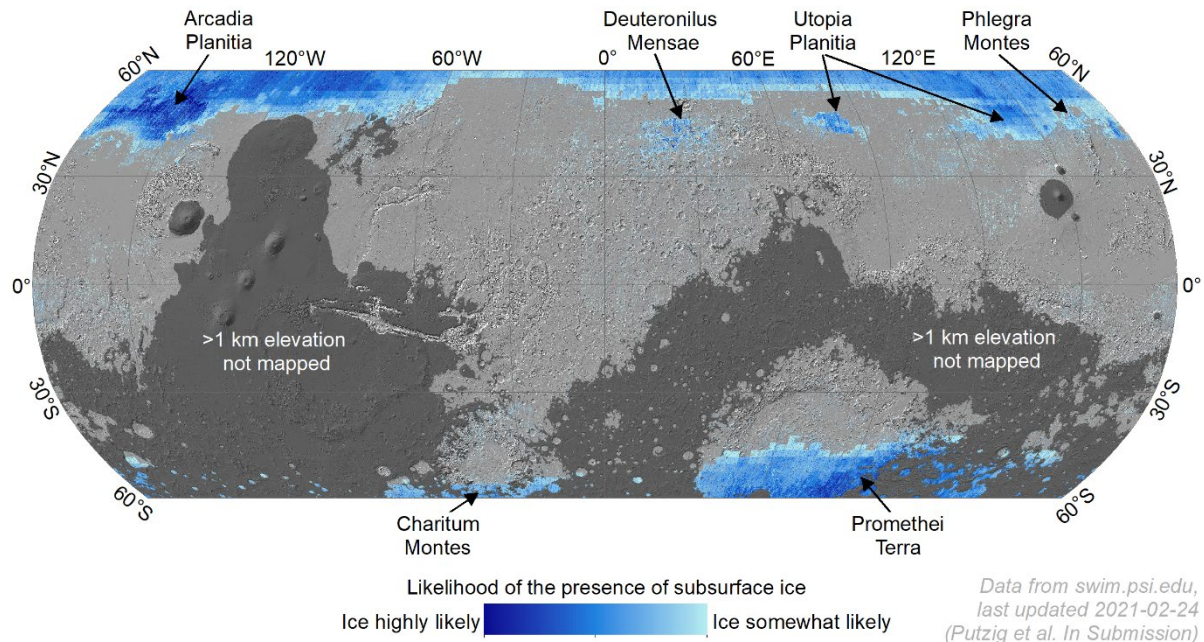 Arcadia
Planitia
Deuteronilus
Mensae
Utopia
Planitia
Phlegra
Montes
60°N
120°W
60°W
0°
60°E
120°E
60°N
30°N
30°N
0°
0°
>1 km elevation
not mapped
>1 km elevation
not mapped
30°S
30°S
60°S
60°S
Charitum
Montes
Promethei
Terra
Likelihood of the presence of subsurface ice
Ice highly likely
Ice somewhat likely
Data from swim.psi.edu,
last updated 2021-02-24
(Putzig et al. In Submission)